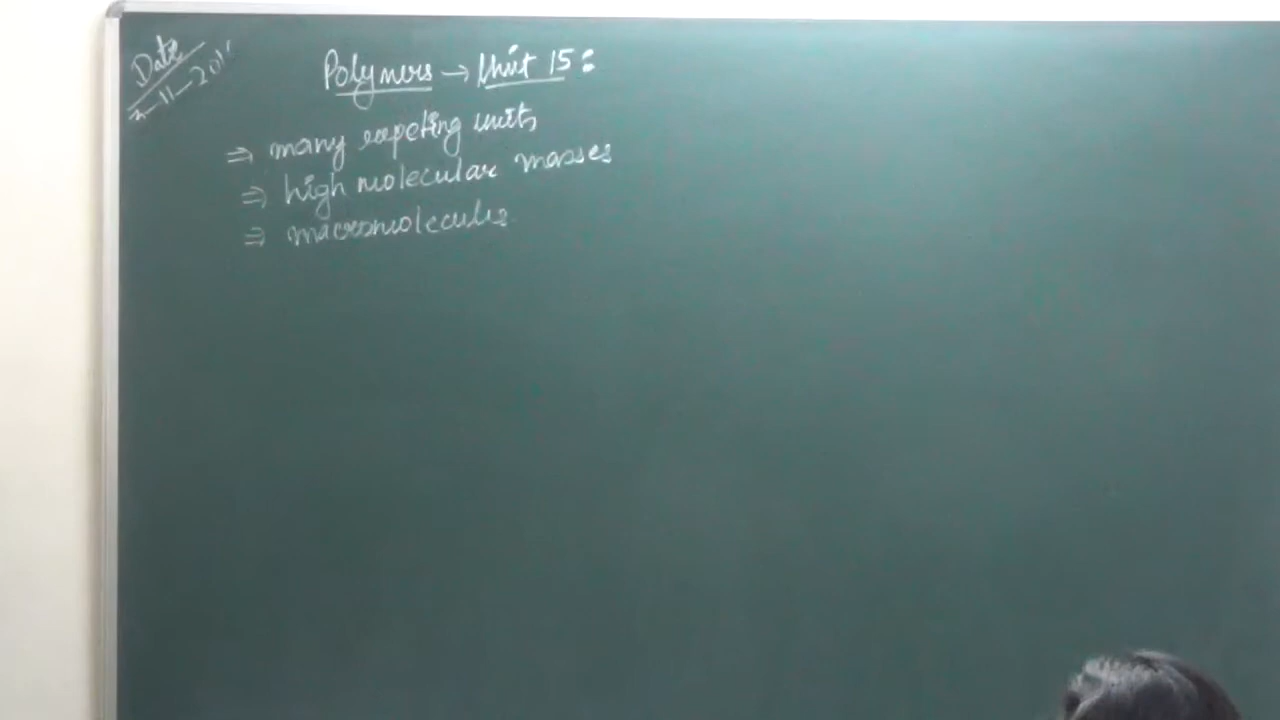 Date
Polymers → Unit 15:
⇒ many repeting units
⇒ high molecular masses
⇒ macromolecules